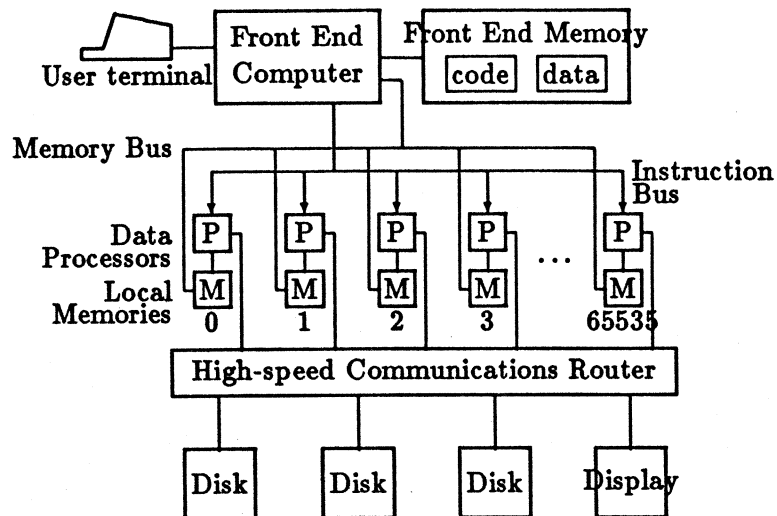 Front End
Computer
Front End Memory
code data
User terminal
Memory Bus
Instruction
Bus
Data
Processors
P P P P P
...
Local
Memories
M M M M M
0 1 2 3 65535
High-speed Communications Router
Disk Disk Disk Display